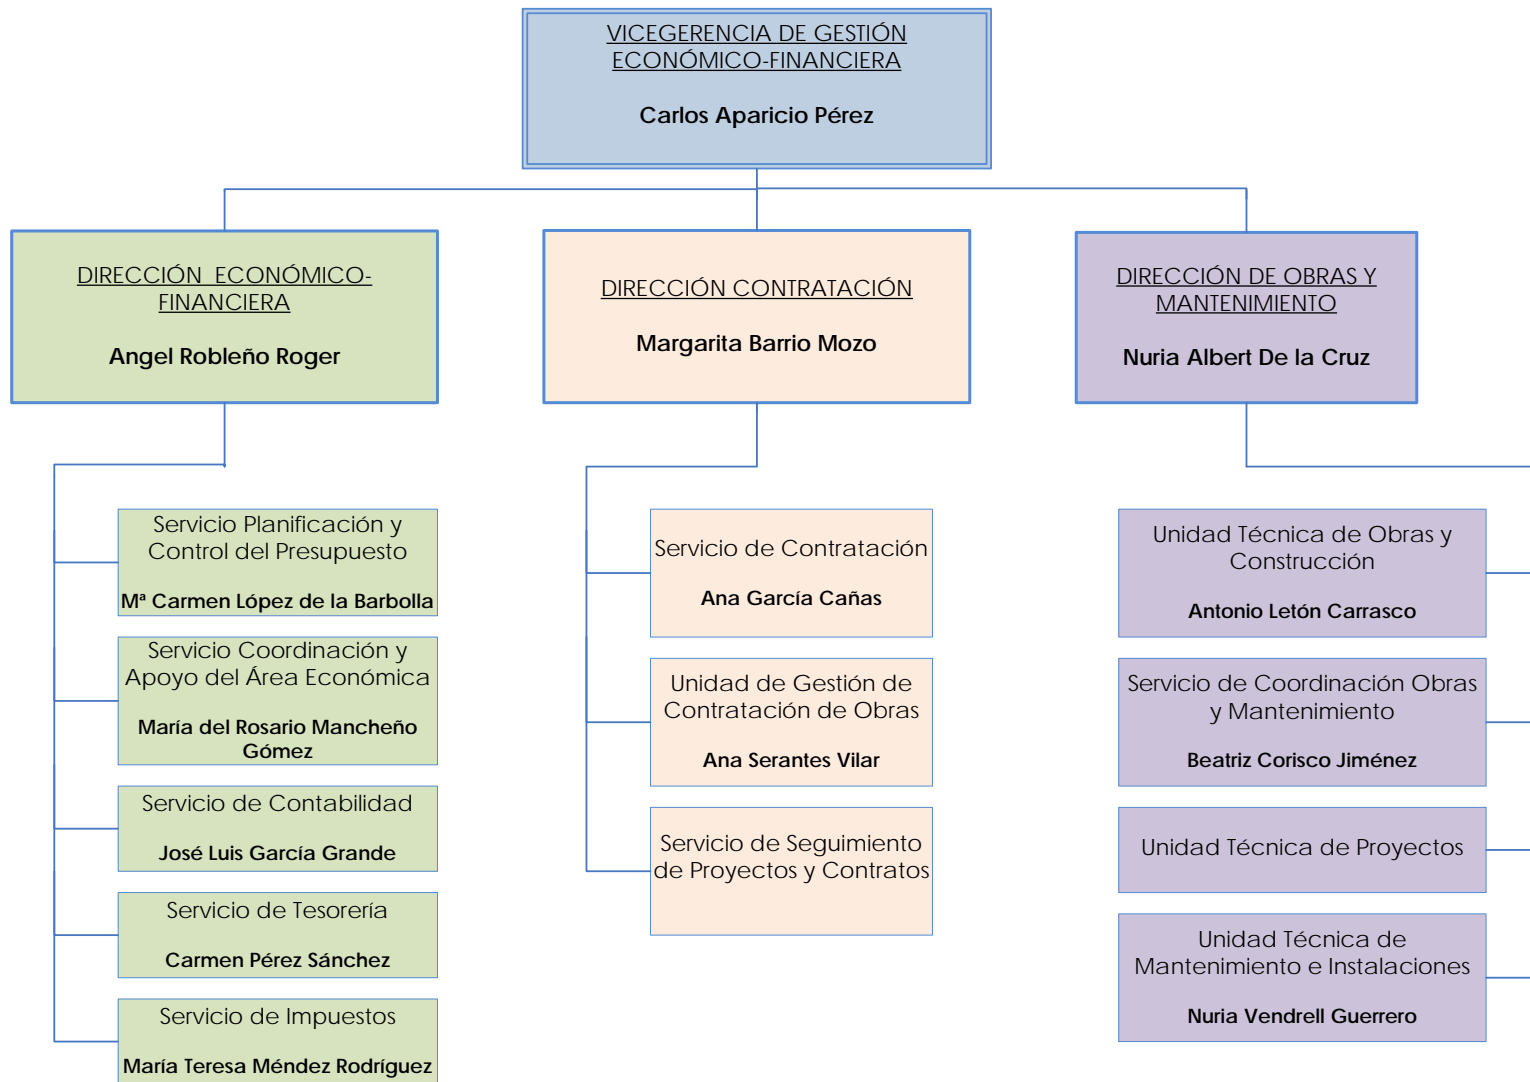 VICEGERENCIA DE GESTIÓN
ECONÓMICO-FINANCIERA
Carlos Aparicio Pérez
DIRECCIÓN ECONÓMICO-
FINANCIERA
Angel Robleño Roger
DIRECCIÓN CONTRATACIÓN
Margarita Barrio Mozo
DIRECCIÓN DE OBRAS Y
MANTENIMIENTO
Nuria Albert De la Cruz
Servicio Planificación y
Control del Presupuesto
Mª Carmen López de la Barbolla
Servicio Coordinación y
Apoyo del Área Económica
María del Rosario Mancheño
Gómez
Servicio de Contabilidad
José Luis García Grande
Servicio de Tesorería
Carmen Pérez Sánchez
Servicio de Impuestos
María Teresa Méndez Rodríguez
Servicio de Contratación
Ana García Cañas
Unidad de Gestión de
Contratación de Obras
Ana Serantes Vilar
Servicio de Seguimiento
de Proyectos y Contratos
Unidad Técnica de Obras y
Construcción
Antonio Letón Carrasco
Servicio de Coordinación Obras
y Mantenimiento
Beatriz Corisco Jiménez
Unidad Técnica de Proyectos
Unidad Técnica de
Mantenimiento e Instalaciones
Nuria Vendrell Guerrero